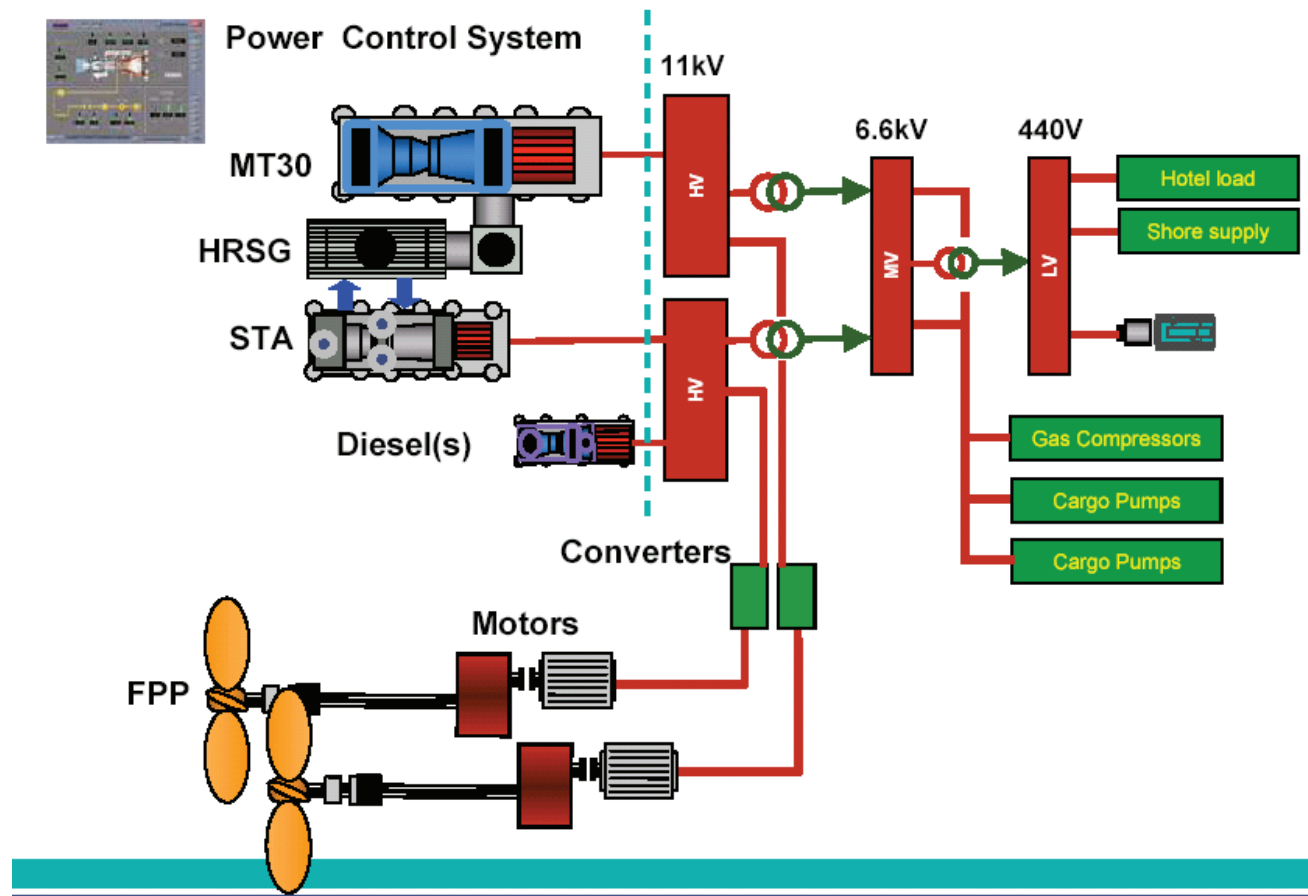 Power Control System
11kV
6.6kV
440V
MT30
HV
Hotel load
Shore supply
HRSG
MV
LV
STA
HV
Diesel(s)
Gas Compressors
Cargo Pumps
Cargo Pumps
Converters
Motors
FPP